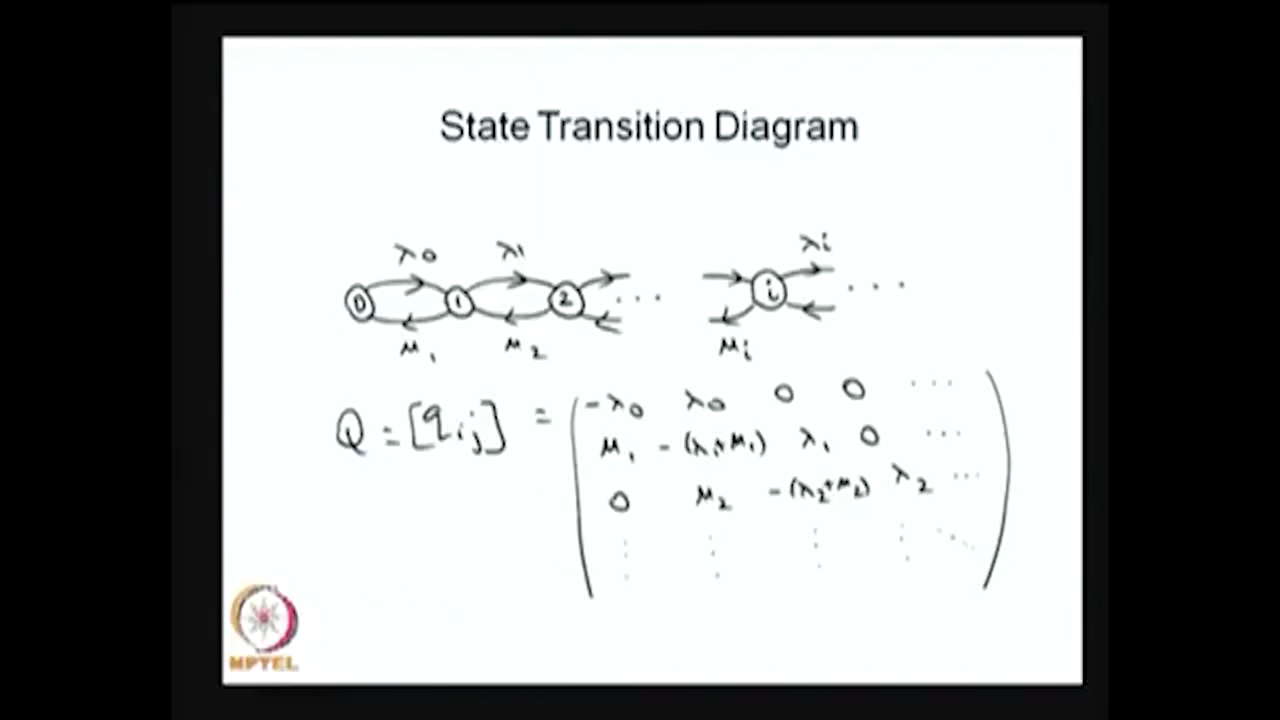 State Transition Diagram
λ0 λ1 λi
0 1 2 ... i ...
μ1 μ2 μi
Q = [qij] = 
-λ0 λ0 0 0 ...
μ1 -(λ1+μ1) λ1 0 ...
0 μ2 -(λ2+μ2) λ2 ...
NPTEL